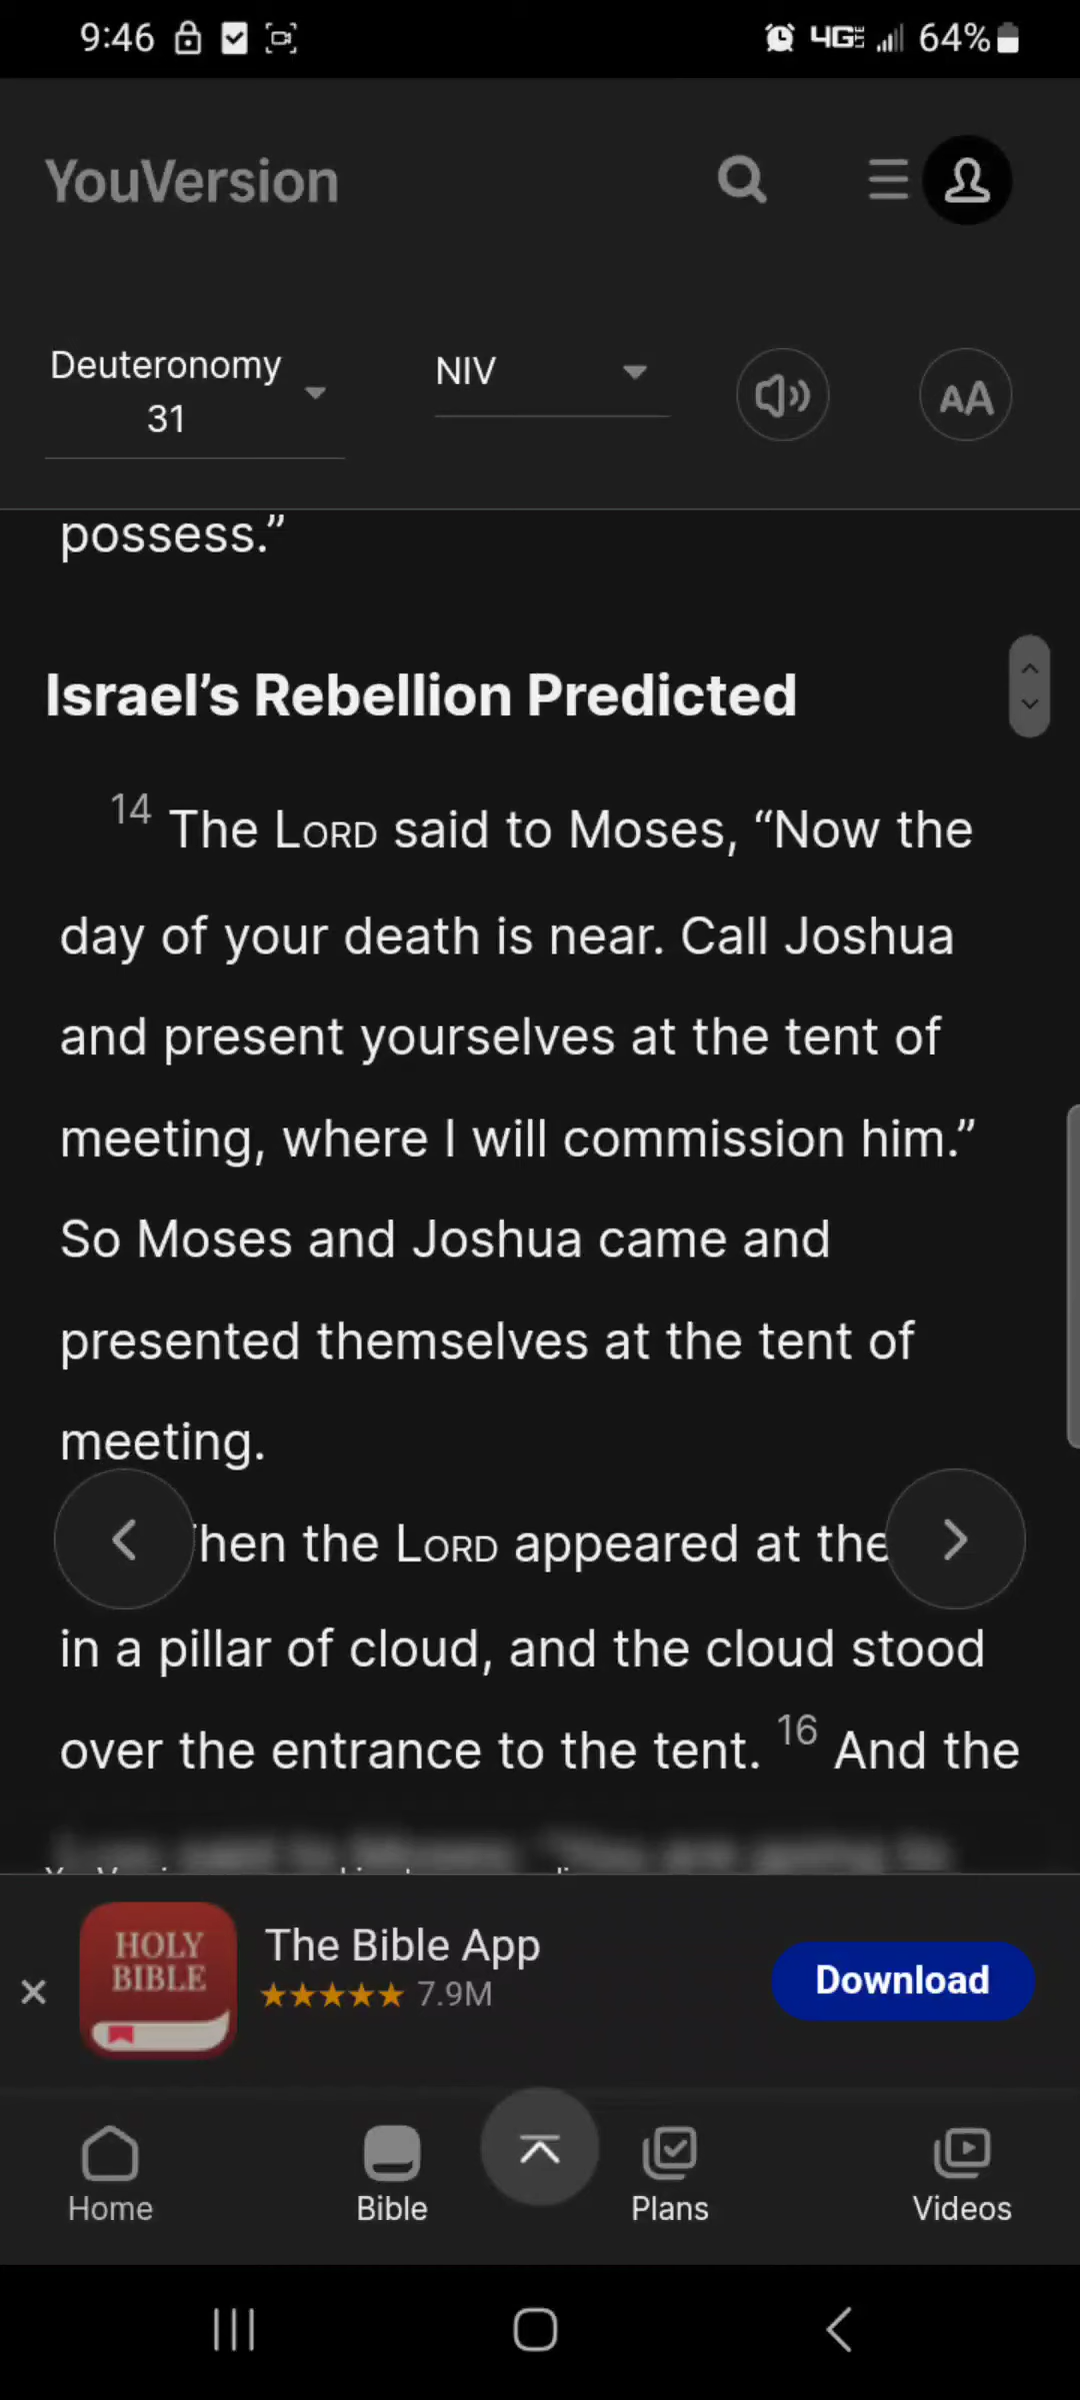 9:46 4G LTE 64%
YouVersion
Deuteronomy
31
NIV
AA
possess.”
Israel’s Rebellion Predicted
14 The LORD said to Moses, “Now the
day of your death is near. Call Joshua
and present yourselves at the tent of
meeting, where I will commission him.”
So Moses and Joshua came and
presented themselves at the tent of
meeting.
hen the LORD appeared at the
in a pillar of cloud, and the cloud stood
over the entrance to the tent. 16 And the
HOLY
BIBLE
The Bible App
7.9M
Download
Home
Bible
Plans
Videos